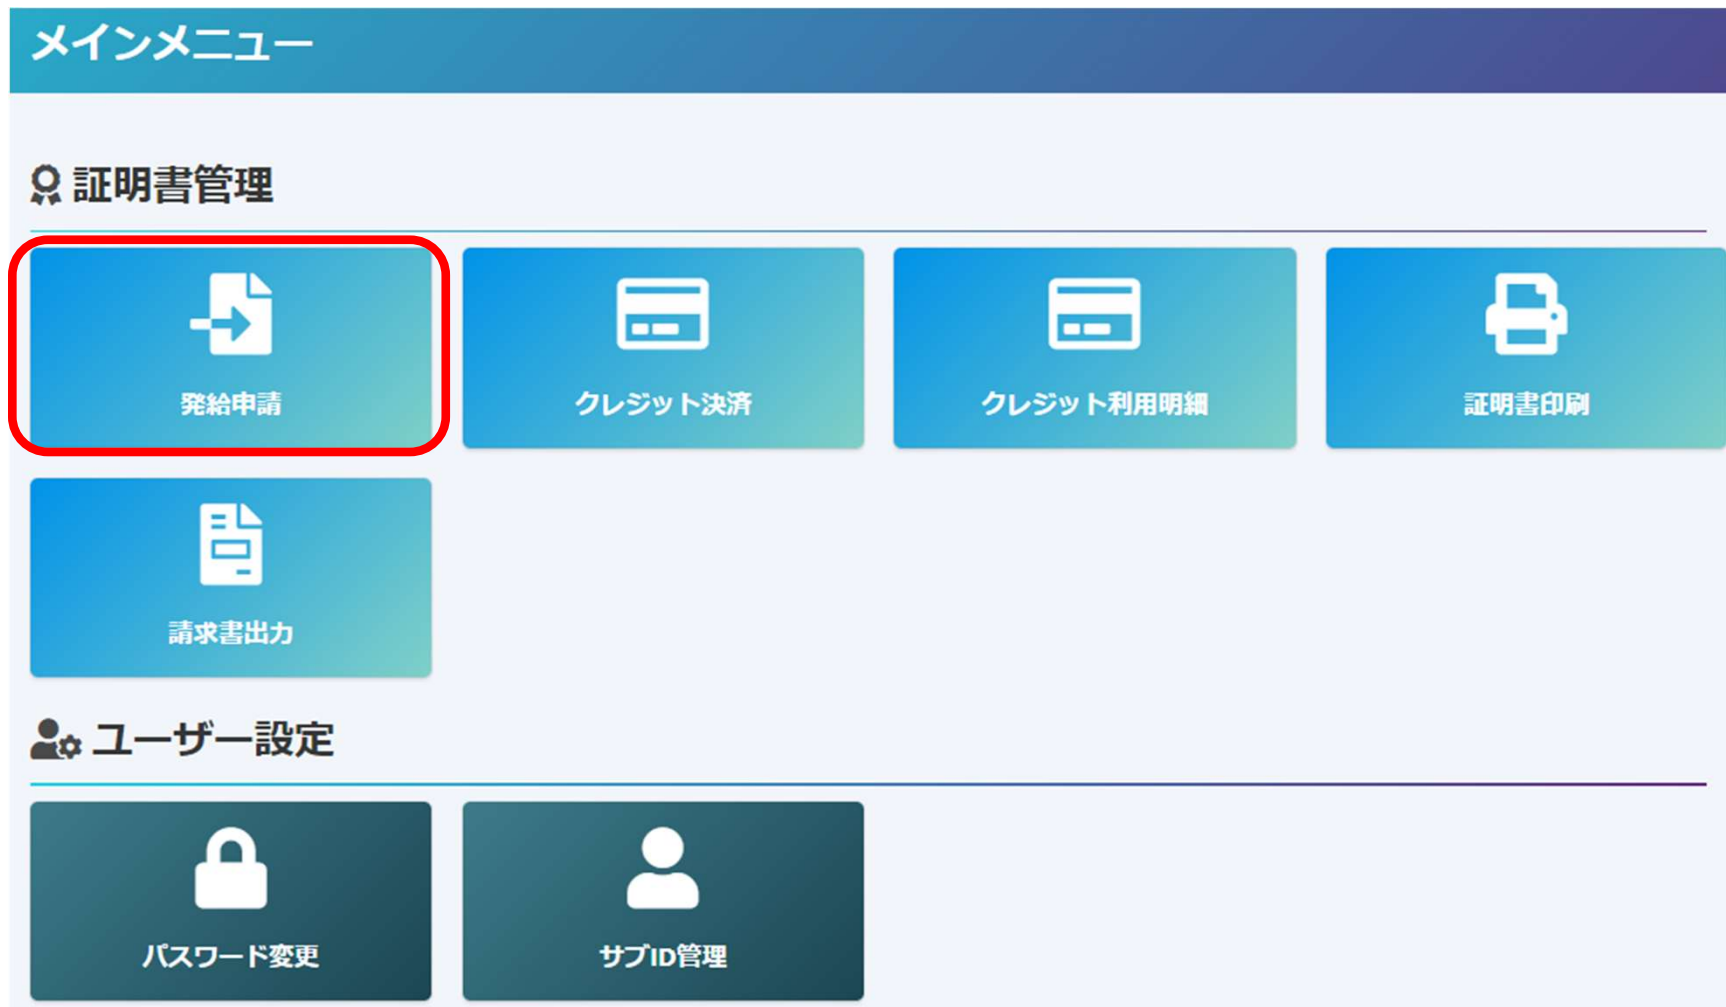 メインメニュー
証明書管理
発給申請
クレジット決済
クレジット利用明細
証明書印刷
請求書出力
ユーザー設定
パスワード変更
サブID管理